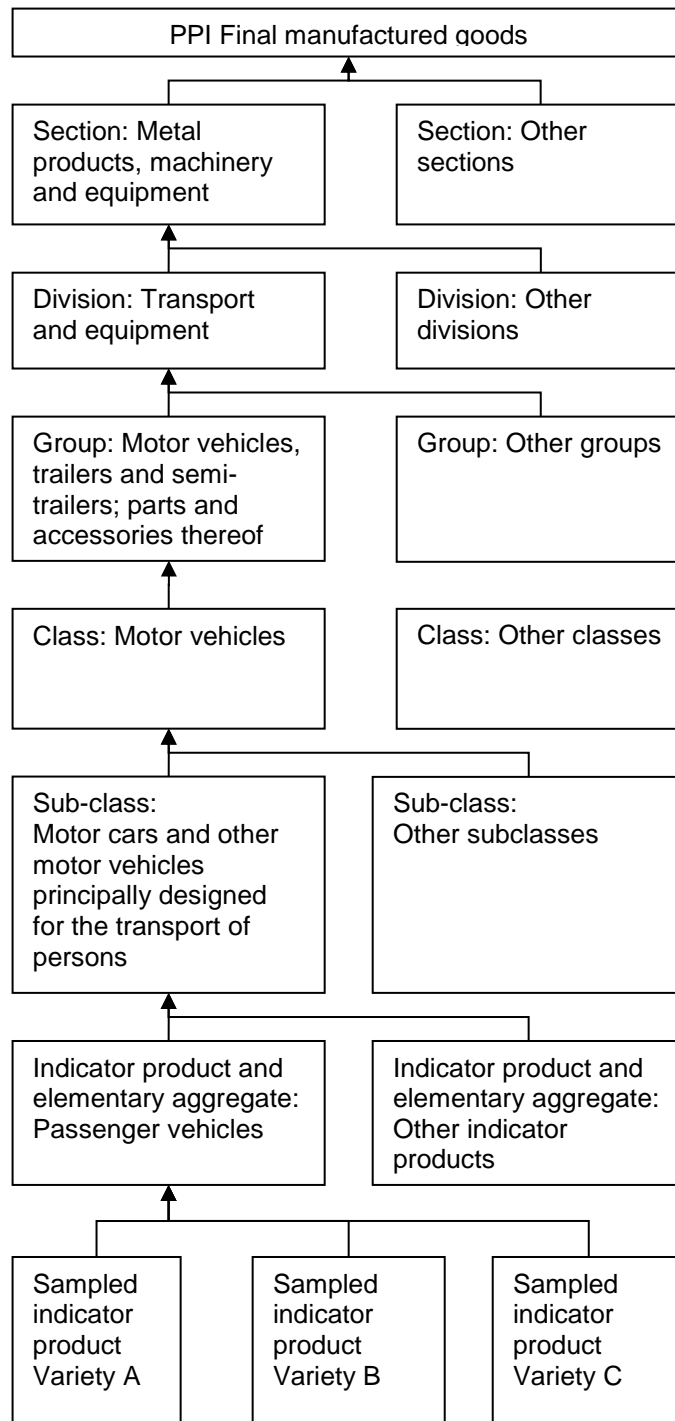 PPI Final manufactured goods
Section: Metal
products, machinery
and equipment
Section: Other
sections
Division: Transport
and equipment
Division: Other
divisions
Group: Motor vehicles,
trailers and semi-
trailers; parts and
accessories thereof
Group: Other groups
Class: Motor vehicles
Class: Other classes
Sub-class:
Motor cars and other
motor vehicles
principally designed
for the transport of
persons
Sub-class:
Other subclasses
Indicator product and
elementary aggregate:
Passenger vehicles
Indicator product and
elementary aggregate:
Other indicator
products
Sampled
indicator
product
Variety A
Sampled
indicator
product
Variety B
Sampled
indicator
product
Variety C